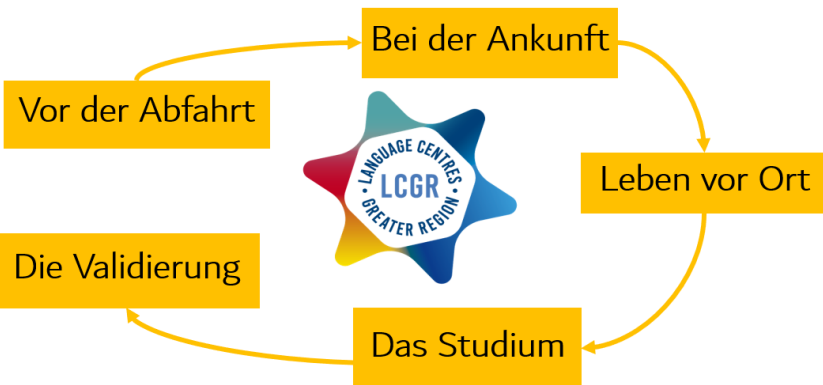 Vor der Abfahrt
Bei der Ankunft
Leben vor Ort
Das Studium
Die Validierung
LANGUAGE CENTRES
LCGR
GREATER REGION